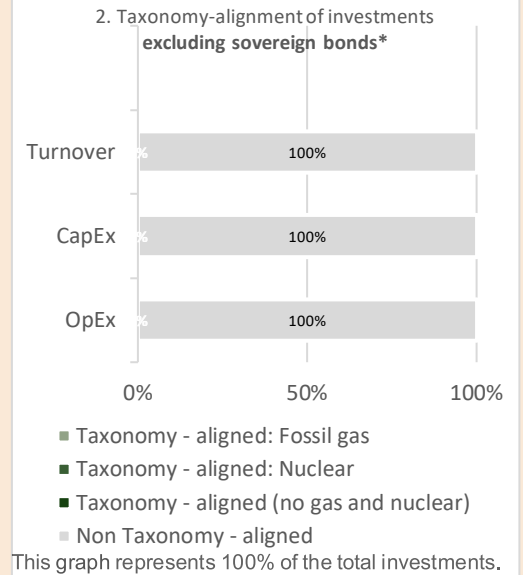 2. Taxonomy-alignment of investments
excluding sovereign bonds*
Turnover % 100%
CapEx % 100%
OpEx % 100%
0% 50% 100%
Taxonomy - aligned: Fossil gas
Taxonomy - aligned: Nuclear
Taxonomy - aligned (no gas and nuclear)
Non Taxonomy - aligned
This graph represents 100% of the total investments.